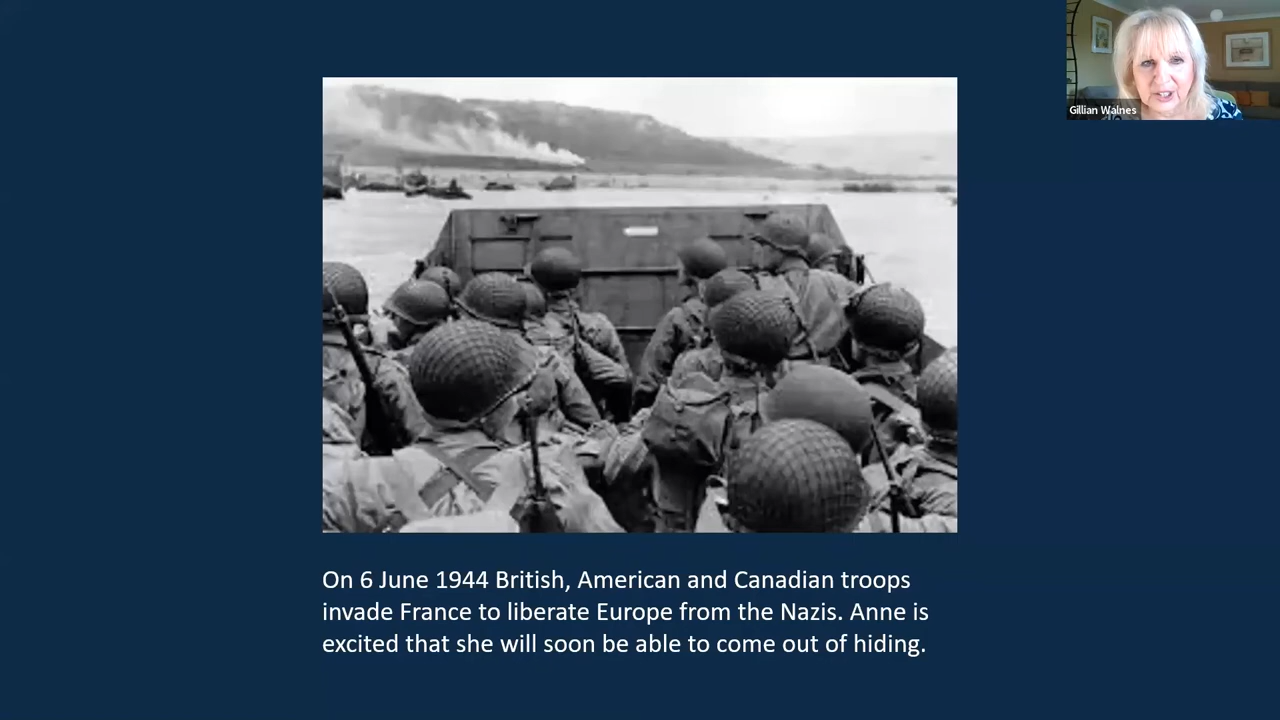 Gillian Walnes
On 6 June 1944 British, American and Canadian troops
invade France to liberate Europe from the Nazis. Anne is
excited that she will soon be able to come out of hiding.